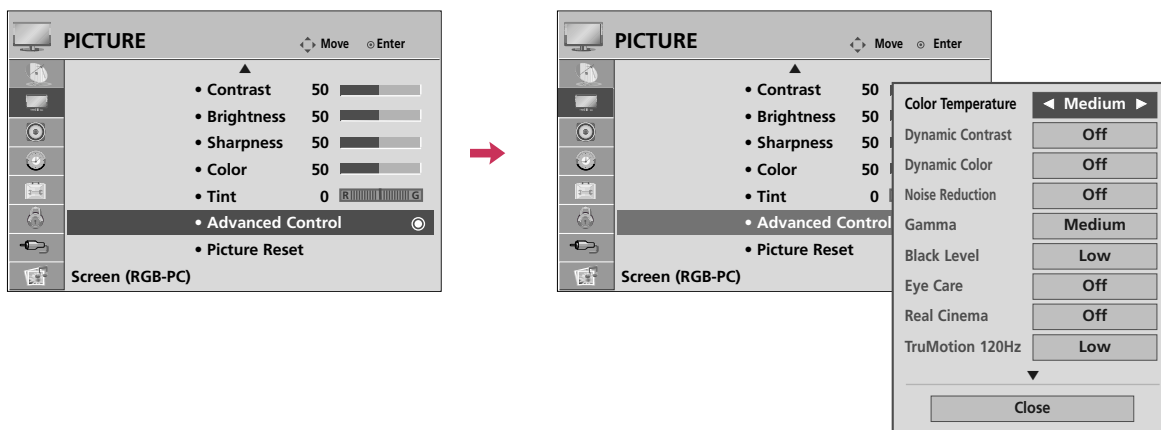 PICTURE Move Enter
• Contrast 50
• Brightness 50
• Sharpness 50
• Color 50
• Tint 0 R G
• Advanced Control
• Picture Reset
Screen (RGB-PC)
PICTURE Move Enter
• Contrast 50
• Brightness 50
• Sharpness 50
• Color 50
• Tint 0
• Advanced Control
• Picture Reset
Screen (RGB-PC)
Color Temperature ◀ Medium ▶
Dynamic Contrast Off
Dynamic Color Off
Noise Reduction Off
Gamma Medium
Black Level Low
Eye Care Off
Real Cinema Off
TruMotion 120Hz Low
Close